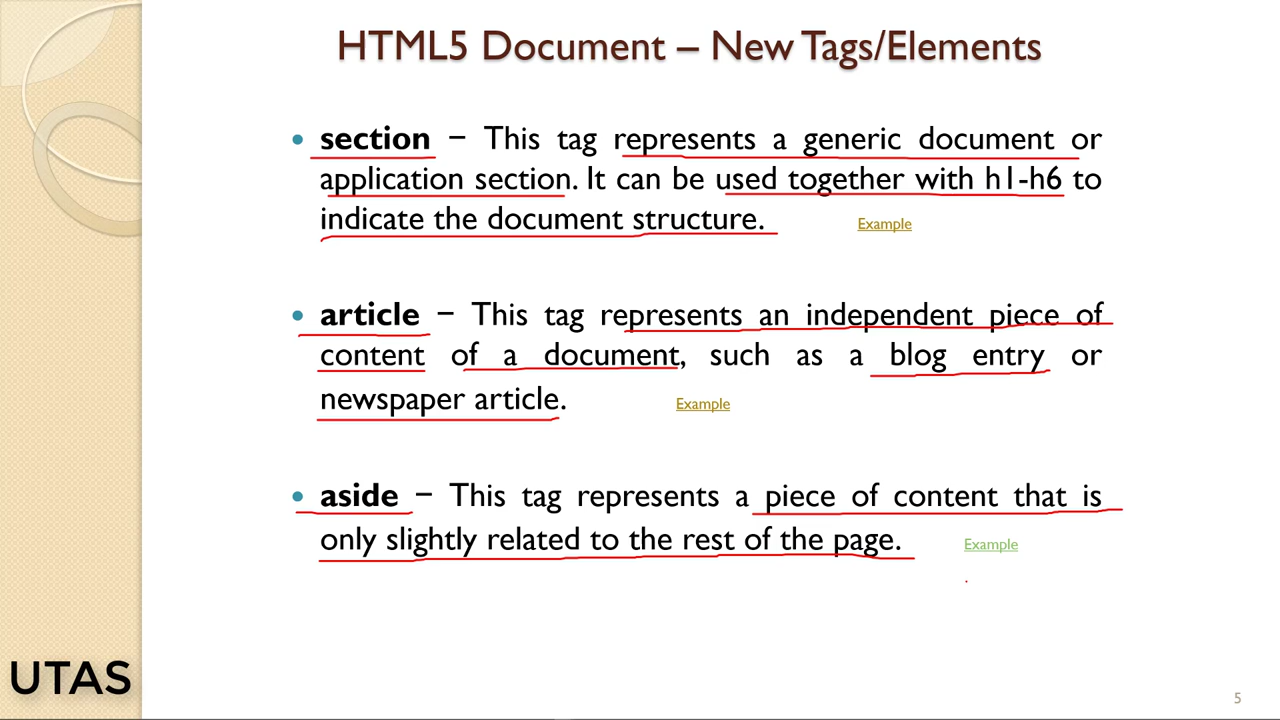 HTML5 Document – New Tags/Elements
• section − This tag represents a generic document or
application section. It can be used together with h1-h6 to
indicate the document structure. Example
• article − This tag represents an independent piece of
content of a document, such as a blog entry or
newspaper article. Example
• aside − This tag represents a piece of content that is
only slightly related to the rest of the page. Example
UTAS
5